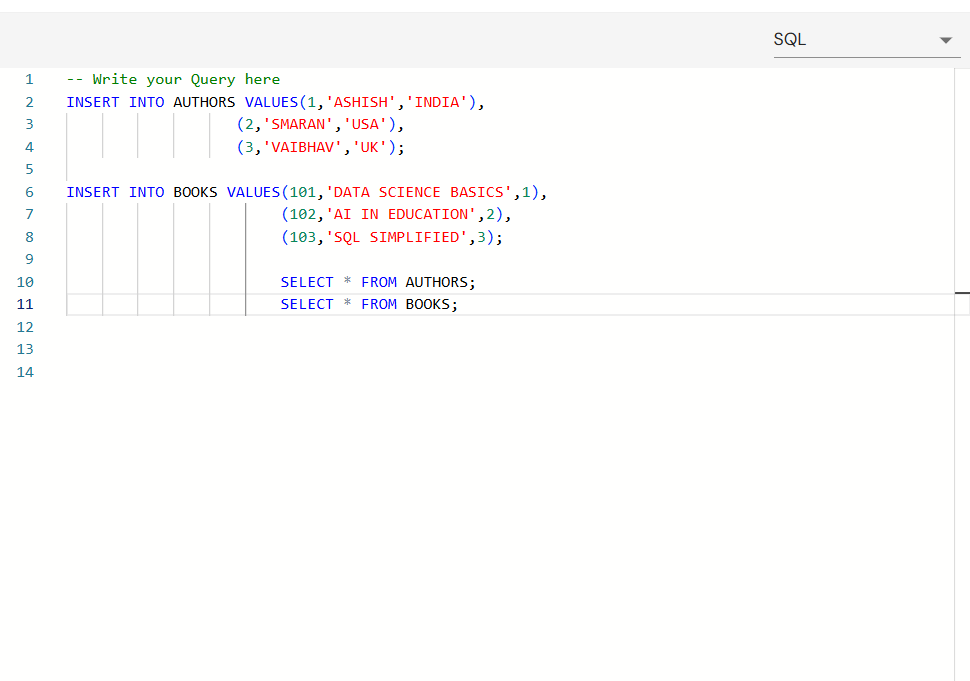 SQL
1 -- Write your Query here
2 INSERT INTO AUTHORS VALUES(1,'ASHISH','INDIA'),
3 (2,'SMARAN','USA'),
4 (3,'VAIBHAV','UK');
5
6 INSERT INTO BOOKS VALUES(101,'DATA SCIENCE BASICS',1),
7 (102,'AI IN EDUCATION',2),
8 (103,'SQL SIMPLIFIED',3);
9
10 SELECT * FROM AUTHORS;
11 SELECT * FROM BOOKS;
12
13
14